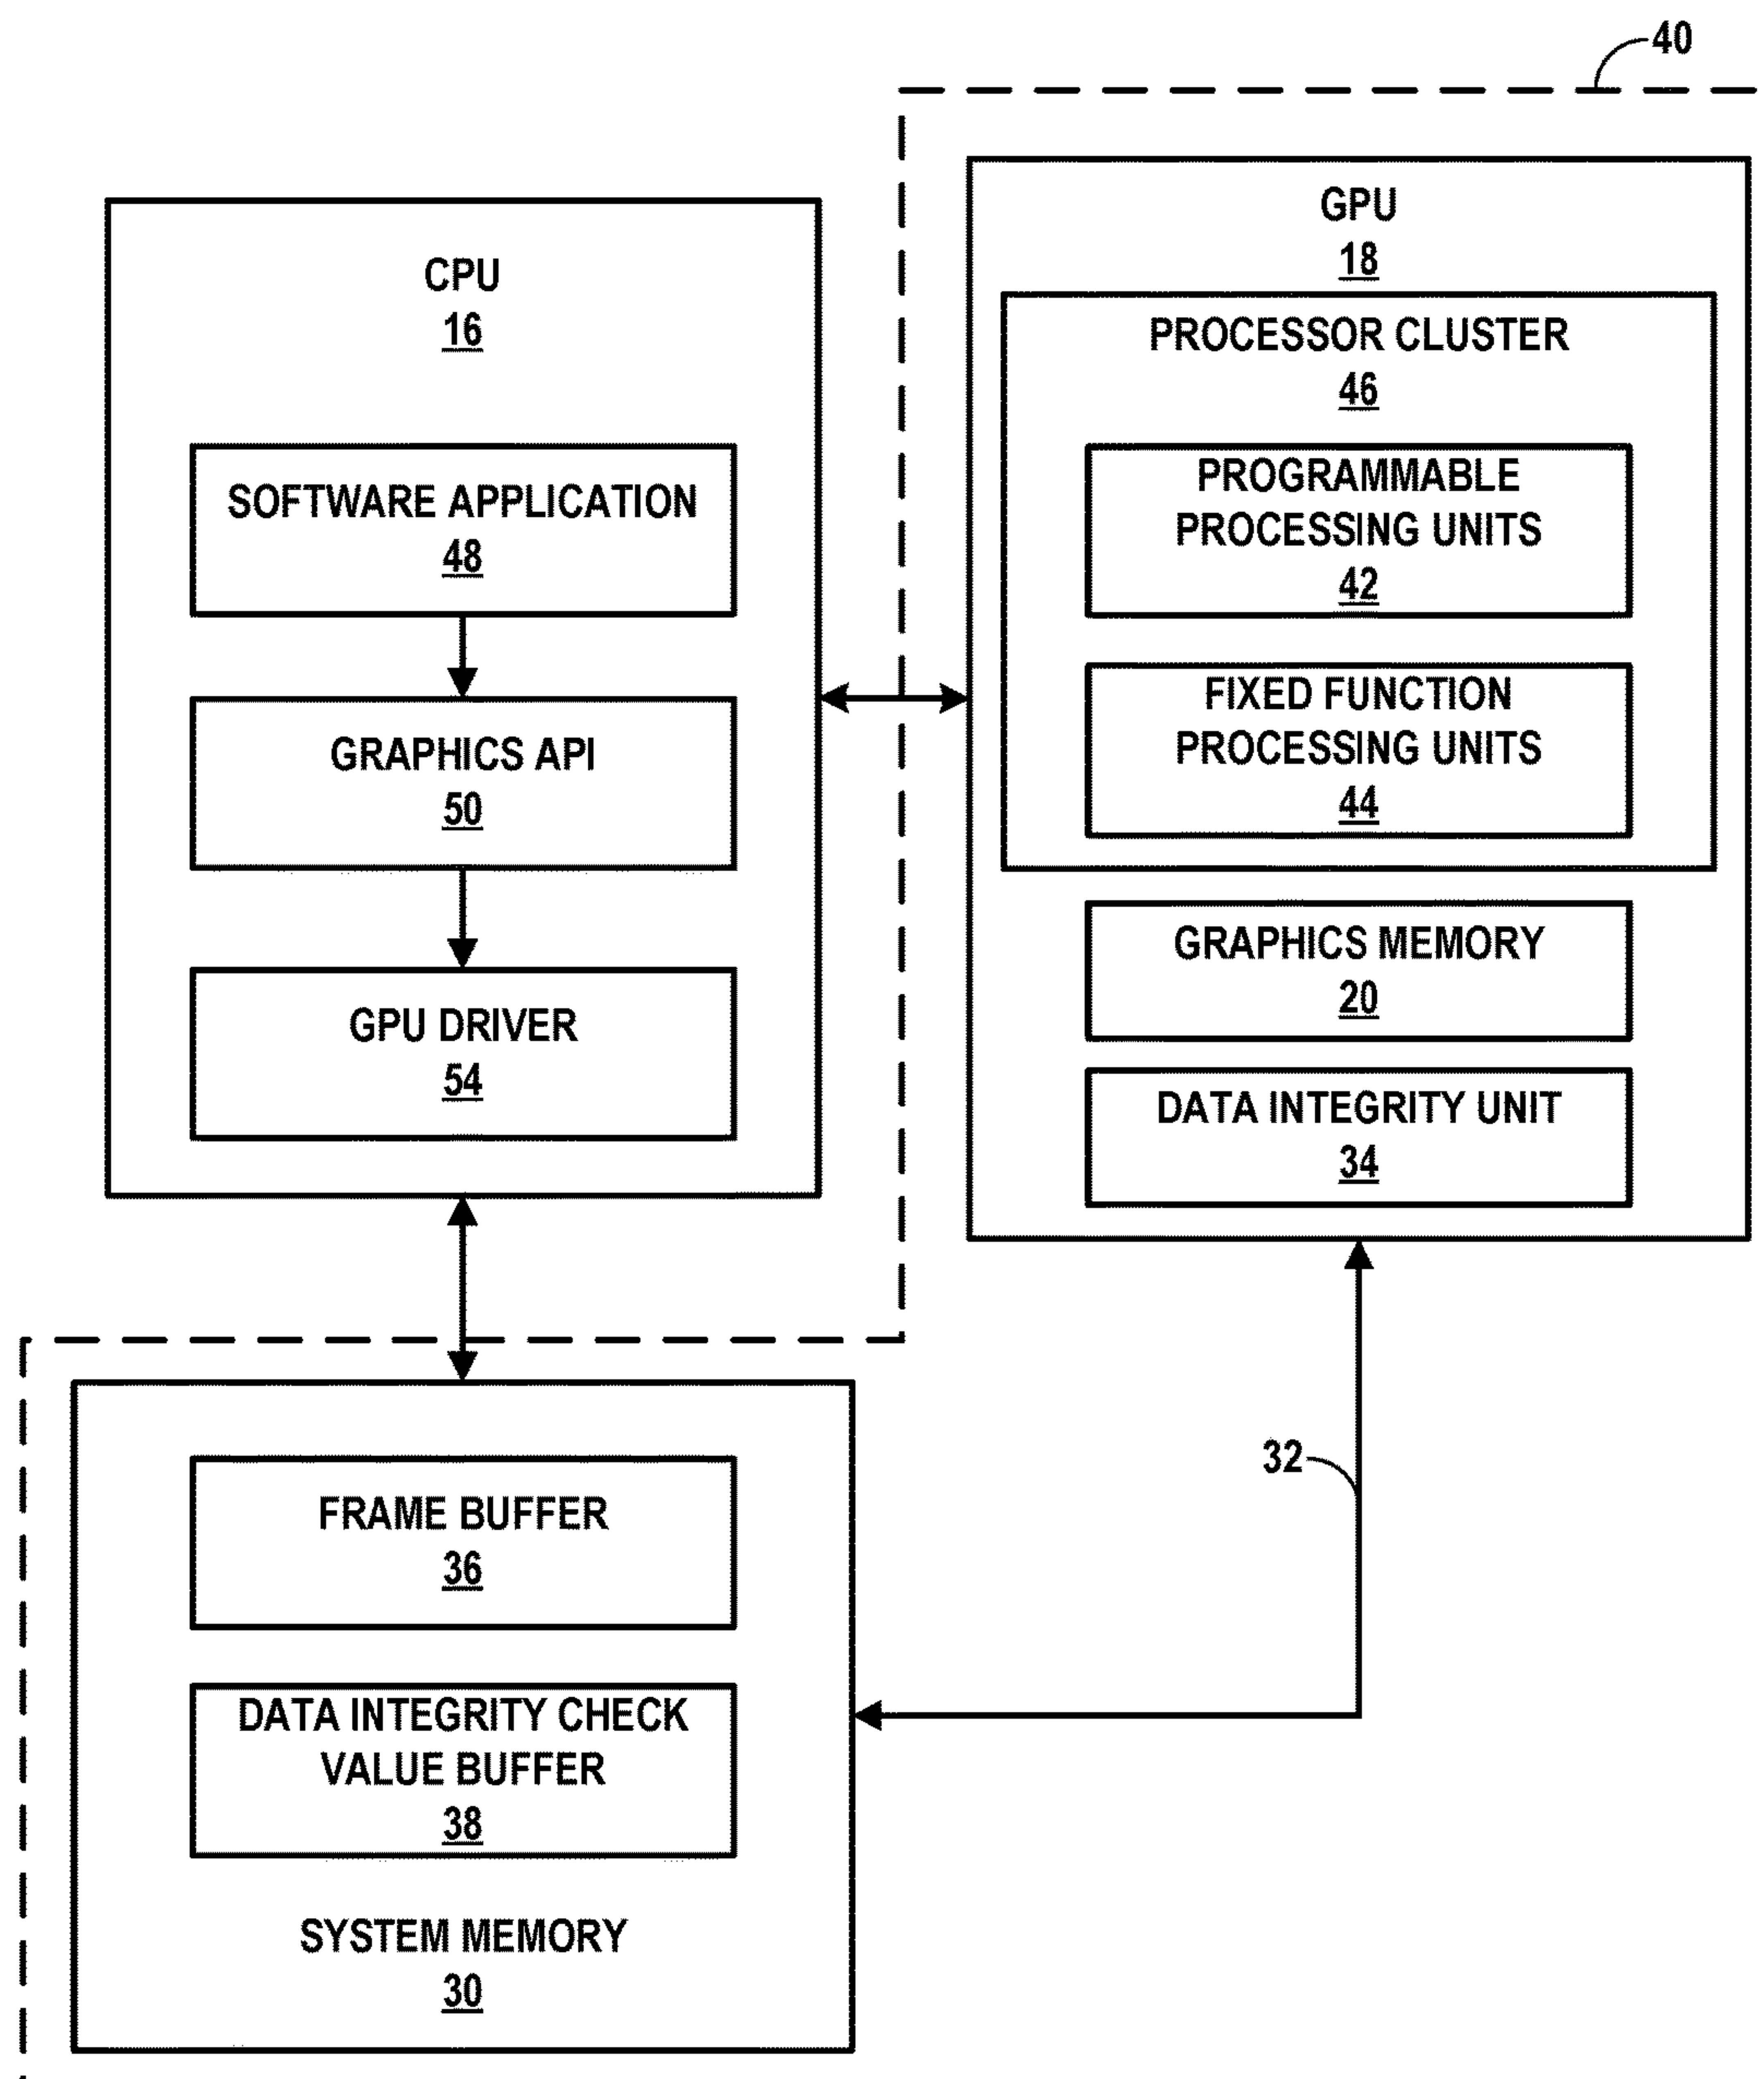 40
CPU
16
SOFTWARE APPLICATION
48
GRAPHICS API
50
GPU DRIVER
54
GPU
18
PROCESSOR CLUSTER
46
PROGRAMMABLE
PROCESSING UNITS
42
FIXED FUNCTION
PROCESSING UNITS
44
GRAPHICS MEMORY
20
DATA INTEGRITY UNIT
34
32
FRAME BUFFER
36
DATA INTEGRITY CHECK
VALUE BUFFER
38
SYSTEM MEMORY
30